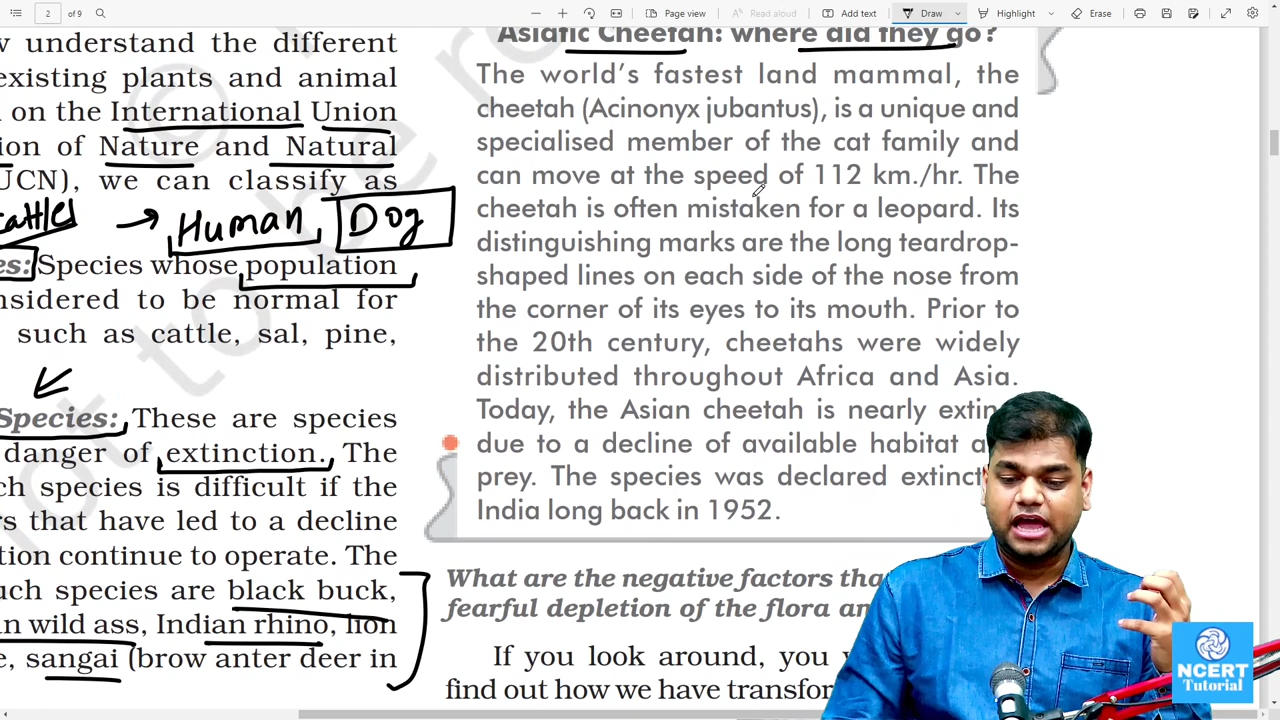 2 of 9
Page view
Read aloud
Add text
Draw
Highlight
Erase
w understand the different
existing plants and animal
d on the International Union
ion of Nature and Natural
UCN), we can classify as
cattles → Human Dog
es: Species whose population
nsidered to be normal for
such as cattle, sal, pine,
Species: These are species
danger of extinction. The
ch species is difficult if the
rs that have led to a decline
tion continue to operate. The
uch species are black buck,
an wild ass, Indian rhino, lion
e, sangai (brow anter deer in
Asiatic Cheetah: where did they go?
The world's fastest land mammal, the
cheetah (Acinonyx jubantus), is a unique and
specialised member of the cat family and
can move at the speed of 112 km./hr. The
cheetah is often mistaken for a leopard. Its
distinguishing marks are the long teardrop-
shaped lines on each side of the nose from
the corner of its eyes to its mouth. Prior to
the 20th century, cheetahs were widely
distributed throughout Africa and Asia.
Today, the Asian cheetah is nearly extin
due to a decline of available habitat a
prey. The species was declared extinct
India long back in 1952.
What are the negative factors tha
fearful depletion of the flora an
If you look around, you
find out how we have transfor
NCERT
Tutorial